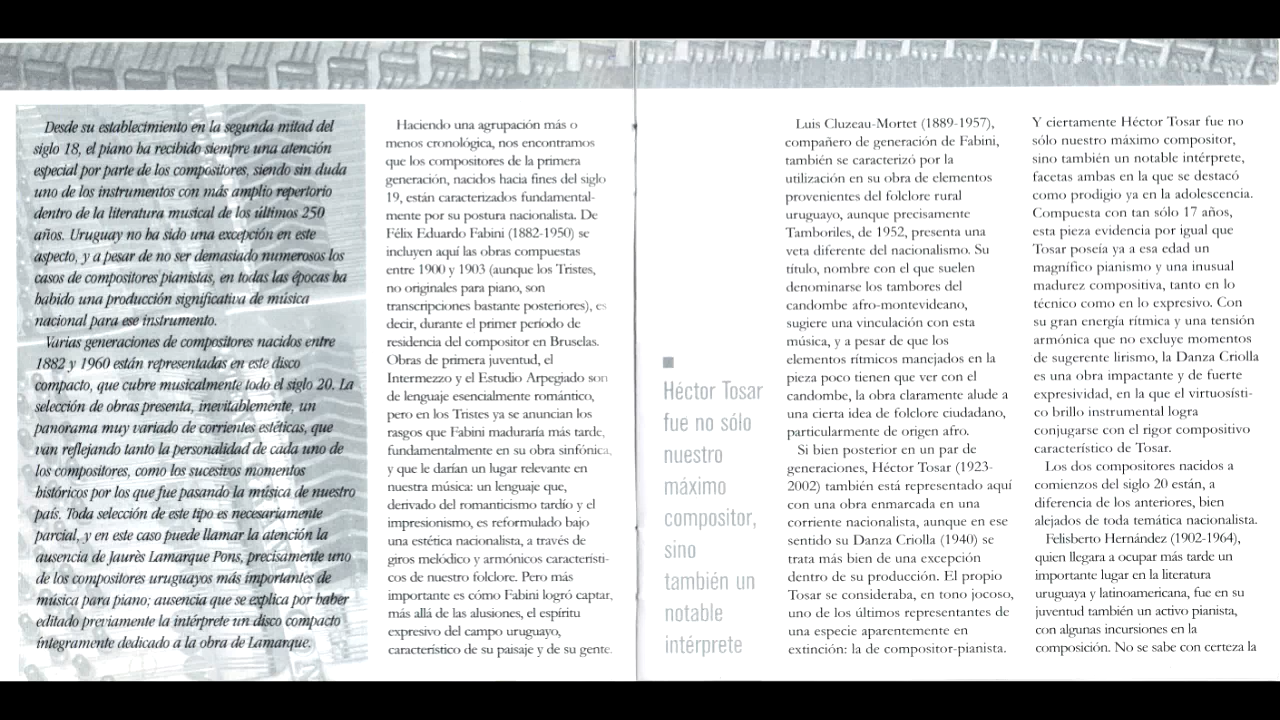 Desde su establecimiento en la segunda mitad del
siglo 18, el piano ha recibido siempre una atención
especial por parte de los compositores, siendo sin duda
uno de los instrumentos con más amplio repertorio
dentro de la literatura musical de los últimos 250
años. Uruguay no ha sido una excepción en este
aspecto, y a pesar de no ser demasiado numerosos los
casos de compositores pianistas, en todas las épocas ha
habido una producción significativa de música
nacional para ese instrumento.
Varias generaciones de compositores nacidos entre
1882 y 1960 están representadas en este disco
compacto, que cubre musicalmente todo el siglo 20. La
selección de obras presenta, inevitablemente, un
panorama muy variado de corrientes estéticas, que
van reflejando tanto la personalidad de cada uno de
los compositores, como los sucesivos momentos
históricos por los que fue pasando la música de nuestro
país. Toda selección de este tipo es necesariamente
parcial, y en este caso puede llamar la atención la
ausencia de Jaurès Lamarque Pons, precisamente uno
de los compositores uruguayos más importantes de
música para piano; ausencia que se explica por haber
editado previamente la intérprete un disco compacto
íntegramente dedicado a la obra de Lamarque.
Haciendo una agrupación más o
menos cronológica, nos encontramos
que los compositores de la primera
generación, nacidos hacia fines del siglo
19, están caracterizados fundamental-
mente por su postura nacionalista. De
Félix Eduardo Fabini (1882-1950) se
incluyen aquí las obras compuestas
entre 1900 y 1903 (aunque los Tristes,
no originales para piano, son
transcripciones bastante posteriores), es
decir, durante el primer período de
residencia del compositor en Bruselas.
Obras de primera juventud, el
Intermezzo y el Estudio Arpegiado son
de lenguaje esencialmente romántico,
pero en los Tristes ya se anuncian los
rasgos que Fabini maduraría más tarde,
fundamentalmente en su obra sinfónica,
y que le darían un lugar relevante en
nuestra música: un lenguaje que,
derivado del romanticismo tardío y el
impresionismo, es reformulado bajo
una estética nacionalista, a través de
giros melódico y armónicos característi-
cos de nuestro folclore. Pero más
importante es cómo Fabini logró captar,
más allá de las alusiones, el espíritu
expresivo del campo uruguayo,
característico de su paisaje y de su gente.
Héctor Tosar
fue no sólo
nuestro
máximo
compositor,
sino
también un
notable
intérprete
Luis Cluzeau-Mortet (1889-1957),
compañero de generación de Fabini,
también se caracterizó por la
utilización en su obra de elementos
provenientes del folclore rural
uruguayo, aunque precisamente
Tamboriles, de 1952, presenta una
veta diferente del nacionalismo. Su
título, nombre con el que suelen
denominarse los tambores del
candombe afro-montevideano,
sugiere una vinculación con esta
música, y a pesar de que los
elementos rítmicos manejados en la
pieza poco tienen que ver con el
candombe, la obra claramente alude a
una cierta idea de folclore ciudadano,
particularmente de origen afro.
Si bien posterior en un par de
generaciones, Héctor Tosar (1923-
2002) también está representado aquí
con una obra enmarcada en una
corriente nacionalista, aunque en ese
sentido su Danza Criolla (1940) se
trata más bien de una excepción
dentro de su producción. El propio
Tosar se consideraba, en tono jocoso,
uno de los últimos representantes de
una especie aparentemente en
extinción: la de compositor-pianista.
Y ciertamente Héctor Tosar fue no
sólo nuestro máximo compositor,
sino también un notable intérprete,
facetas ambas en la que se destacó
como prodigio ya en la adolescencia.
Compuesta con tan sólo 17 años,
esta pieza evidencia por igual que
Tosar poseía ya a esa edad un
magnífico pianismo y una inusual
madurez compositiva, tanto en lo
técnico como en lo expresivo. Con
su gran energía rítmica y una tensión
armónica que no excluye momentos
de sugerente lirismo, la Danza Criolla
es una obra impactante y de fuerte
expresividad, en la que el virtuosísti-
co brillo instrumental logra
conjugarse con el rigor compositivo
característico de Tosar.
Los dos compositores nacidos a
comienzos del siglo 20 están, a
diferencia de los anteriores, bien
alejados de toda temática nacionalista.
Felisberto Hernández (1902-1964),
quien llegara a ocupar más tarde un
importante lugar en la literatura
uruguaya y latinoamericana, fue en su
juventud también un activo pianista,
con algunas incursiones en la
composición. No se sabe con certeza la